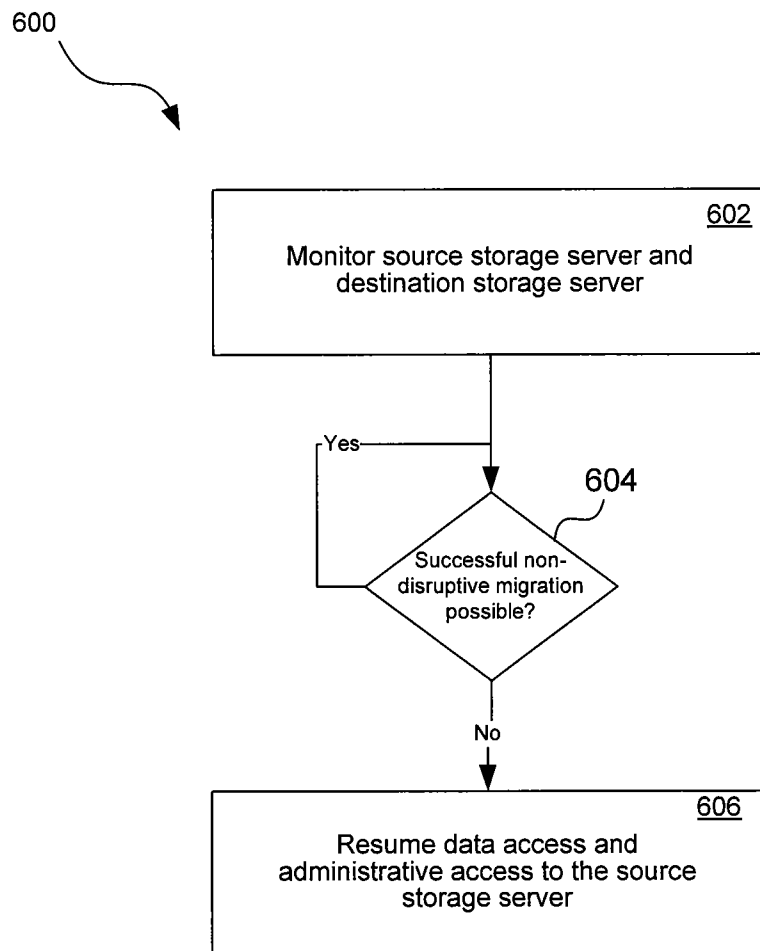 600
602
Monitor source storage server and
destination storage server
Yes
604
Successful non-
disruptive migration
possible?
No
606
Resume data access and
administrative access to the source
storage server